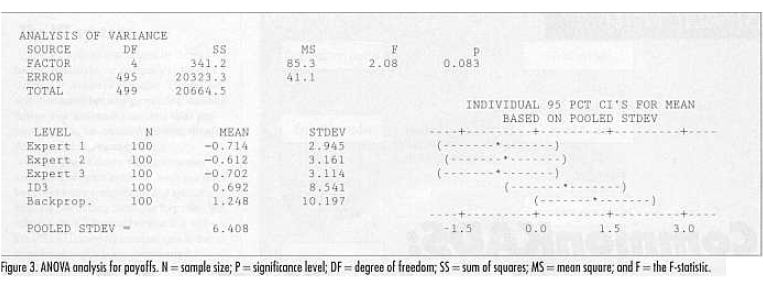 ANALYSIS OF VARIANCE
SOURCE DF SS MS F p
FACTOR 4 341.2 85.3 2.08 0.083
ERROR 495 20323.3 41.1
TOTAL 499 20664.5
INDIVIDUAL 95 PCT CI'S FOR MEAN
BASED ON POOLED STDEV
LEVEL N MEAN STDEV ----+---------+---------+---------+----
Expert 1 100 -0.714 2.945 (-------*-------)
Expert 2 100 -0.612 3.161 (-------*-------)
Expert 3 100 -0.702 3.114 (-------*-------)
ID3 100 0.692 8.541 (-------*-------)
Backprop. 100 1.248 10.197 (-------*-------)
----+---------+---------+---------+----
POOLED STDEV = 6.408 -1.5 0.0 1.5 3.0
Figure 3. ANOVA analysis for payoffs. N = sample size; P = significance level; DF = degree of freedom; SS = sum of squares; MS = mean square; and F = the F-statistic.